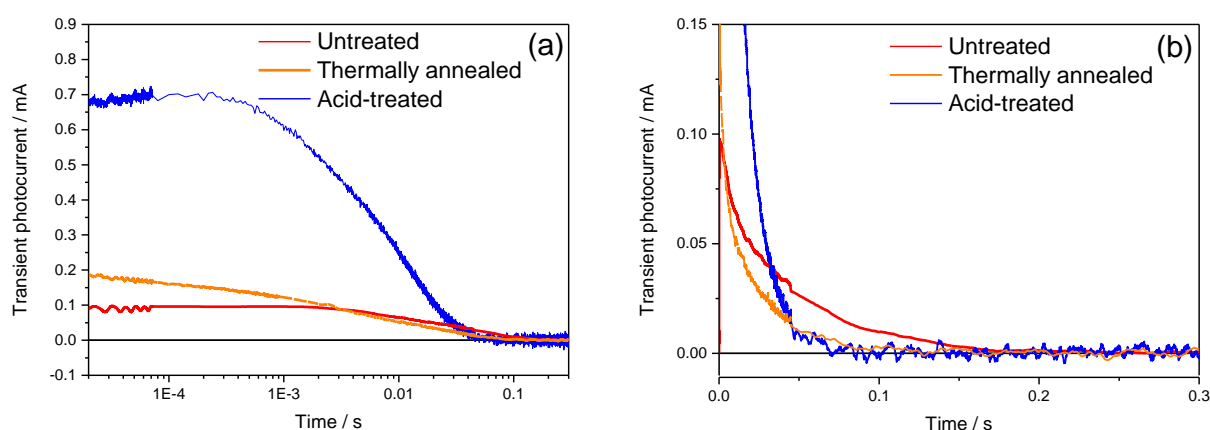 (a)
Untreated
Thermally annealed
Acid-treated
Transient photocurrent / mA
0.9
0.8
0.7
0.6
0.5
0.4
0.3
0.2
0.1
0.0
-0.1
1E-4
1E-3
0.01
0.1
Time / s
(b)
Untreated
Thermally annealed
Acid-treated
Transient photocurrent / mA
0.15
0.10
0.05
0.00
0.0
0.1
0.2
0.3
Time / s